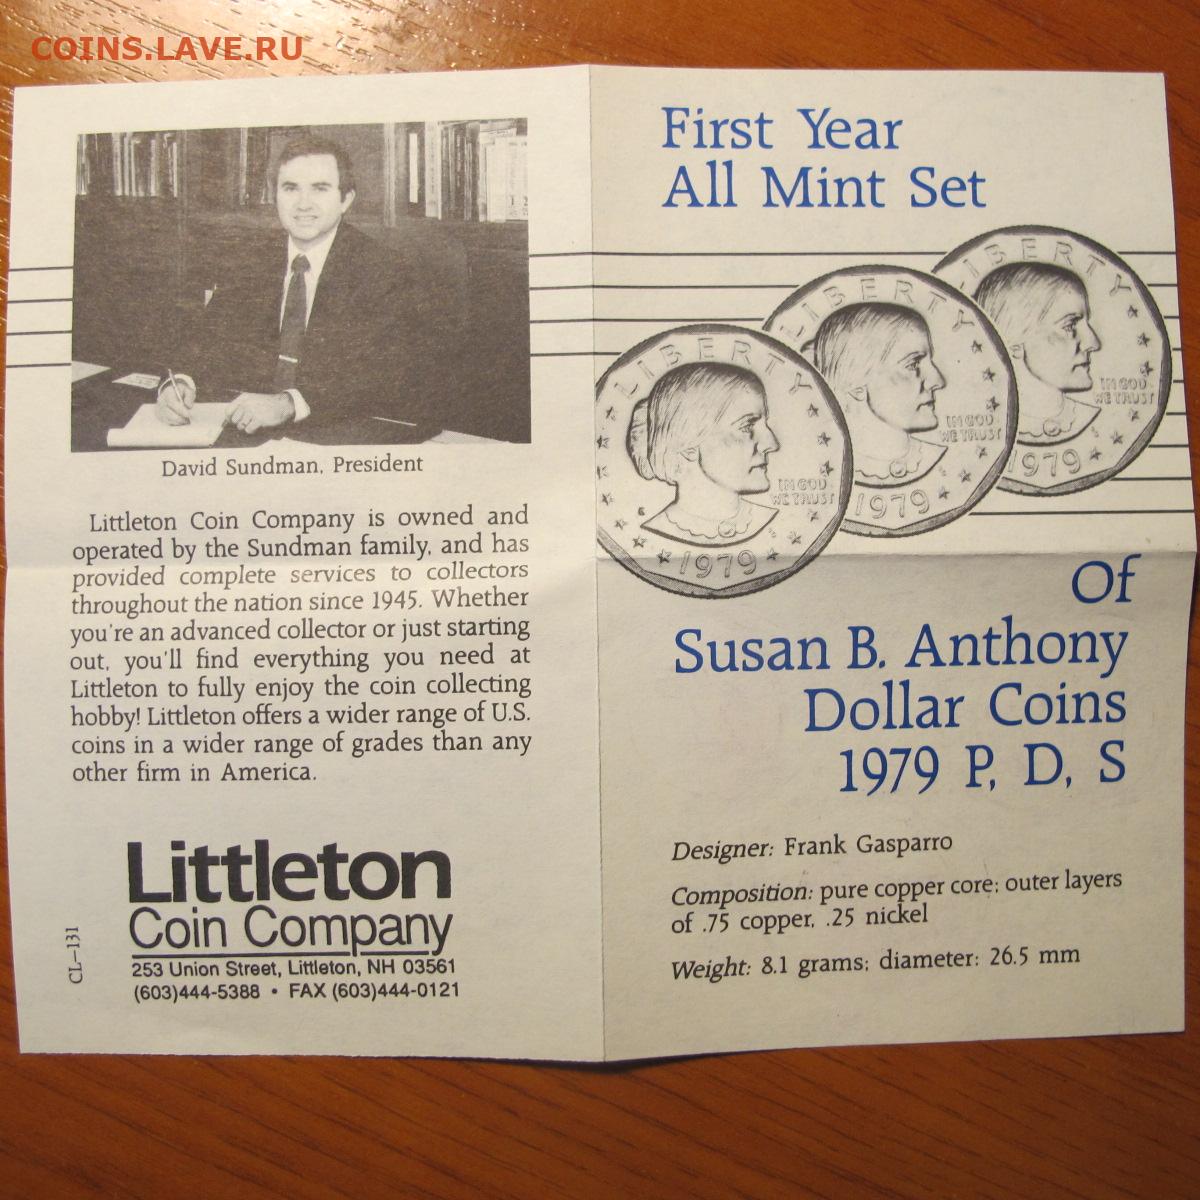 COINS.LAVE.RU
David Sundman, President
Littleton Coin Company is owned and
operated by the Sundman family, and has
provided complete services to collectors
throughout the nation since 1945. Whether
you're an advanced collector or just starting
out, you'll find everything you need at
Littleton to fully enjoy the coin collecting
hobby! Littleton offers a wider range of U.S.
coins in a wider range of grades than any
other firm in America.
CL-131
Littleton
Coin Company
253 Union Street, Littleton, NH 03561
(603)444-5388 • FAX (603)444-0121
First Year
All Mint Set
LIBERTY
IN GOD
WE TRUST
1979
LIBERTY
IN GOD
WE TRUST
1979
LIBERTY
IN GOD
WE TRUST
1979
Of
Susan B. Anthony
Dollar Coins
1979 P, D, S
Designer: Frank Gasparro
Composition: pure copper core; outer layers
of .75 copper, .25 nickel
Weight: 8.1 grams; diameter: 26.5 mm